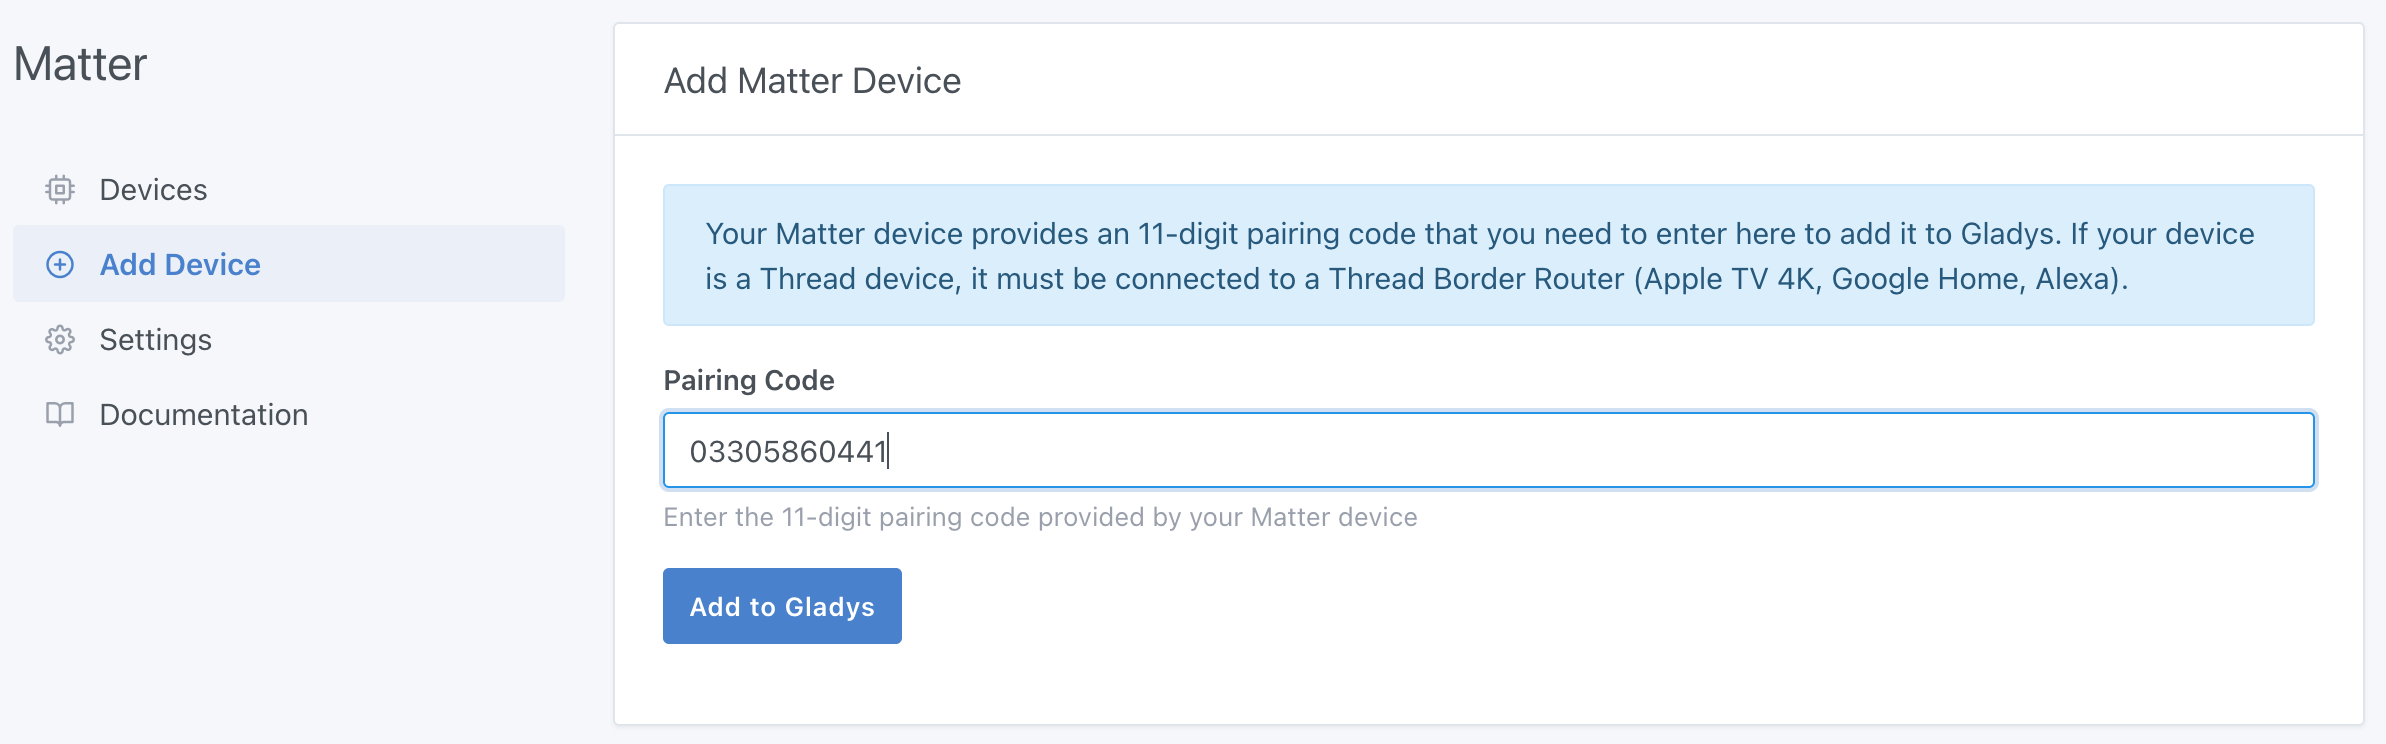 Matter
Devices
Add Device
Settings
Documentation
Add Matter Device
Your Matter device provides an 11-digit pairing code that you need to enter here to add it to Gladys. If your device
is a Thread device, it must be connected to a Thread Border Router (Apple TV 4K, Google Home, Alexa).
Pairing Code
03305860441
Enter the 11-digit pairing code provided by your Matter device
Add to Gladys